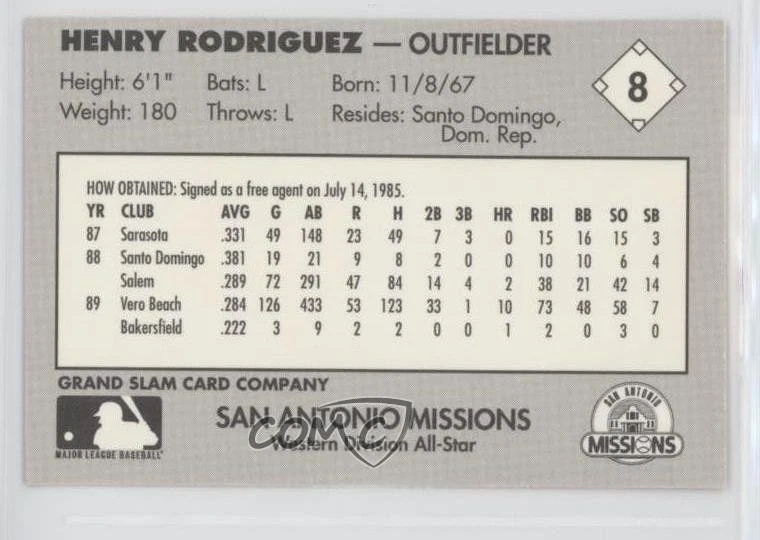 HENRY RODRIGUEZ — OUTFIELDER
Height: 6'1" Bats: L Born: 11/8/67
Weight: 180 Throws: L Resides: Santo Domingo,
Dom. Rep.
8
HOW OBTAINED: Signed as a free agent on July 14, 1985.
YR CLUB AVG G AB R H 2B 3B HR RBI BB SO SB
87 Sarasota .331 49 148 23 49 7 3 0 15 16 15 3
88 Santo Domingo .381 19 21 9 8 2 0 0 10 10 6 4
Salem .289 72 291 47 84 14 4 2 38 21 42 14
89 Vero Beach .284 126 433 53 123 33 1 10 73 48 58 7
Bakersfield .222 3 9 2 2 0 0 1 2 0 3 0
GRAND SLAM CARD COMPANY
MAJOR LEAGUE BASEBALL
SAN ANTONIO MISSIONS
Western Division All-Star
COMC
SAN ANTONIO
MISSIONS